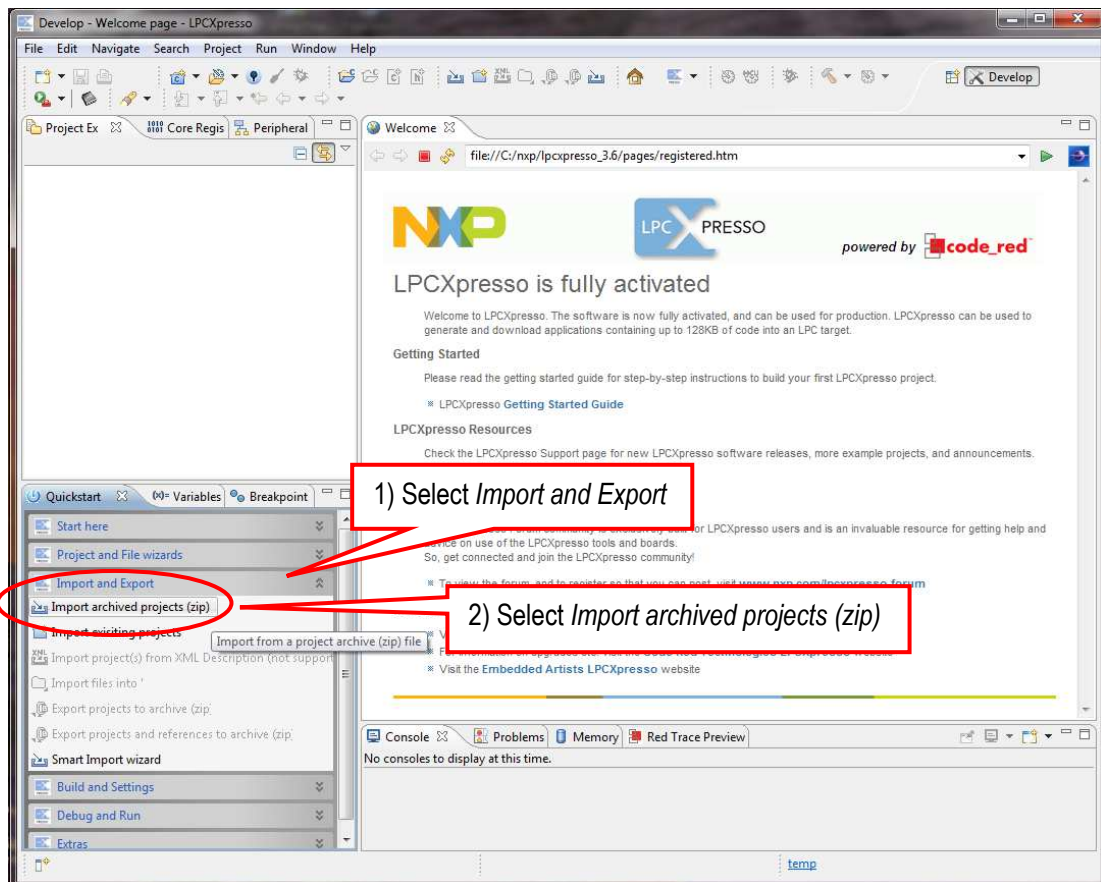 Develop - Welcome page - LPCXpresso
File Edit Navigate Search Project Run Window Help
Develop
Project Ex
Core Regis
Peripheral
Welcome
file://C:/nxp/lpcxpresso_3.6/pages/registered.htm
NXP
LPC XPRESSO
powered by code_red
LPCXpresso is fully activated
Welcome to LPCXpresso. The software is now fully activated, and can be used for production. LPCXpresso can be used to
generate and download applications containing up to 128KB of code into an LPC target.
Getting Started
Please read the getting started guide for step-by-step instructions to build your first LPCXpresso project.
LPCXpresso Getting Started Guide
LPCXpresso Resources
Check the LPCXpresso Support page for new LPCXpresso software releases, more example projects, and announcements.
1) Select Import and Export
Quickstart
(x)= Variables
Breakpoint
Start here
Project and File wizards
Import and Export
Import archived projects (zip)
Import exisiting projects
Import from a project archive (zip) file
Import project(s) from XML Description (not support
Import files into '
Export projects to archive (zip)
Export projects and references to archive (zip
Smart Import wizard
Build and Settings
Debug and Run
Extras
LPCXpresso users and is an invaluable resource for getting help and
on use of the LPCXpresso tools and boards.
So, get connected and join the LPCXpresso community!
To view the forum, and to register so that you can post, visit www.nxp.com/lpcxpresso-forum
2) Select Import archived projects (zip)
Visit the Embedded Artists LPCXpresso website
Console
Problems
Memory
Red Trace Preview
No consoles to display at this time.
temp